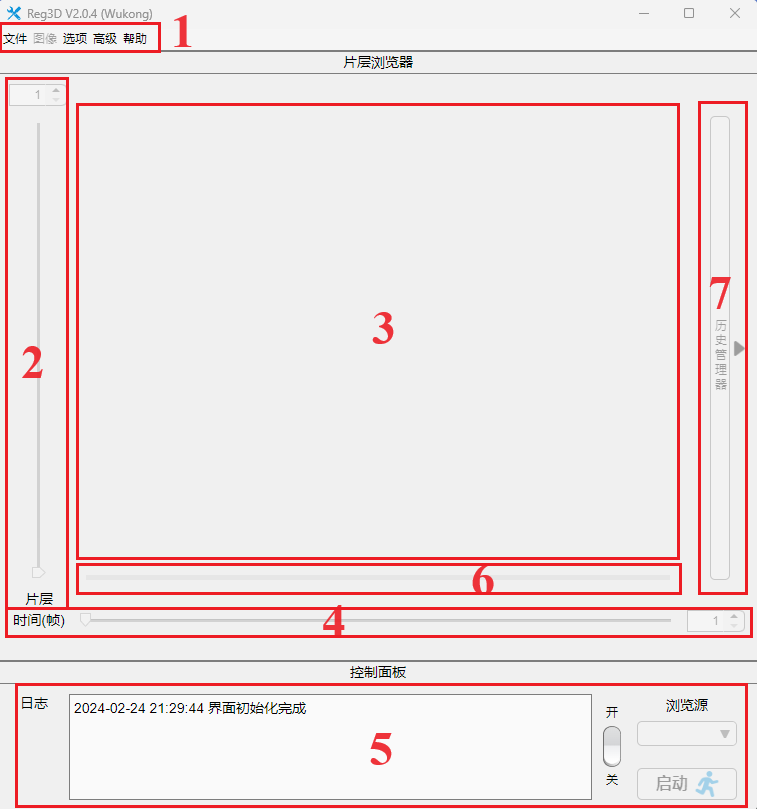 Reg3D V2.0.4 (Wukong)
文件 图像 选项 高级 帮助 1
片层浏览器
1
3
7
历史管理器
2
片层
6
时间(帧) 4 1
控制面板
日志
2024-02-24 21:29:44 界面初始化完成
5
开
关
浏览源
启动